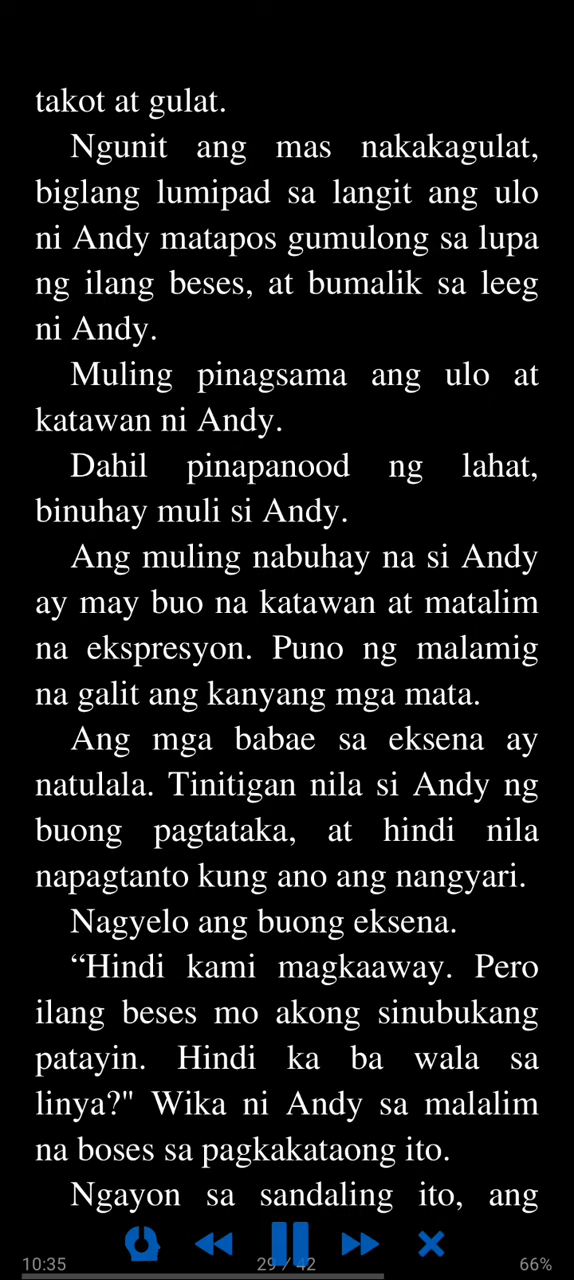 takot at gulat.
Ngunit ang mas nakakagulat,
biglang lumipad sa langit ang ulo
ni Andy matapos gumulong sa lupa
ng ilang beses, at bumalik sa leeg
ni Andy.
Muling pinagsama ang ulo at
katawan ni Andy.
Dahil pinapanood ng lahat,
binuhay muli si Andy.
Ang muling nabuhay na si Andy
ay may buo na katawan at matalim
na ekspresyon. Puno ng malamig
na galit ang kanyang mga mata.
Ang mga babae sa eksena ay
natulala. Tinitigan nila si Andy ng
buong pagtataka, at hindi nila
napagtanto kung ano ang nangyari.
Nagyelo ang buong eksena.
“Hindi kami magkaaway. Pero
ilang beses mo akong sinubukang
patayin. Hindi ka ba wala sa
linya?" Wika ni Andy sa malalim
na boses sa pagkakataong ito.
Ngayon sa sandaling ito, ang
10:35 29 / 42 66%